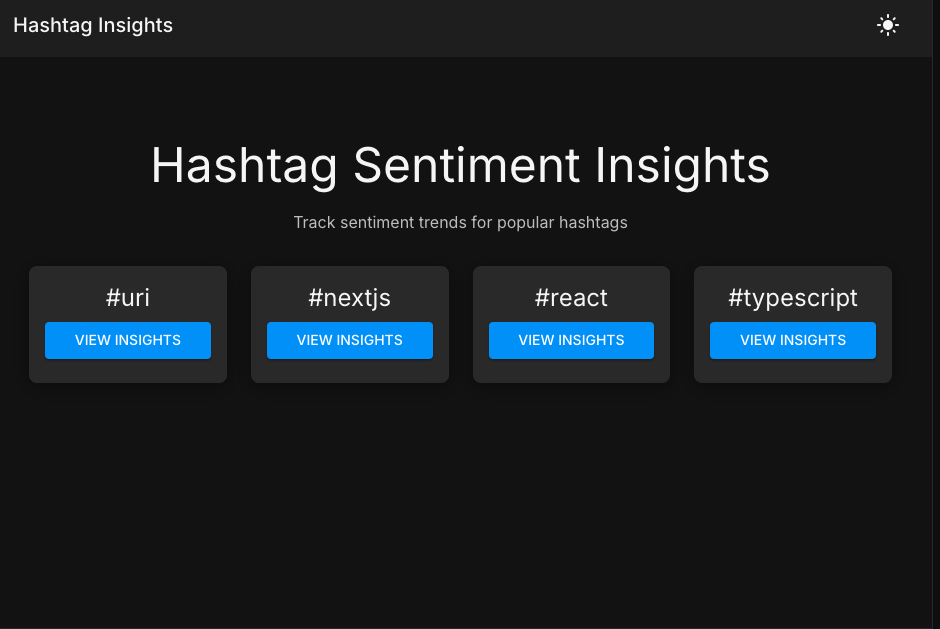 Hashtag Insights
Hashtag Sentiment Insights
Track sentiment trends for popular hashtags
#uri
VIEW INSIGHTS
#nextjs
VIEW INSIGHTS
#react
VIEW INSIGHTS
#typescript
VIEW INSIGHTS